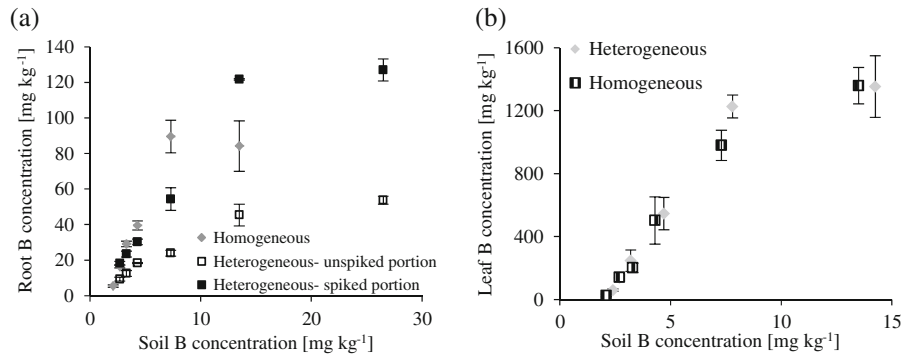 (a)
Root B concentration [mg kg⁻¹]
140
120
100
80
60
40
20
0
Homogeneous
Heterogeneous- unspiked portion
Heterogeneous- spiked portion
0 10 20 30
Soil B concentration [mg kg⁻¹]
(b)
Leaf B concentration [mg kg⁻¹]
1600
1200
800
400
0
Heterogeneous
Homogeneous
0 5 10 15
Soil B concentration [mg kg⁻¹]